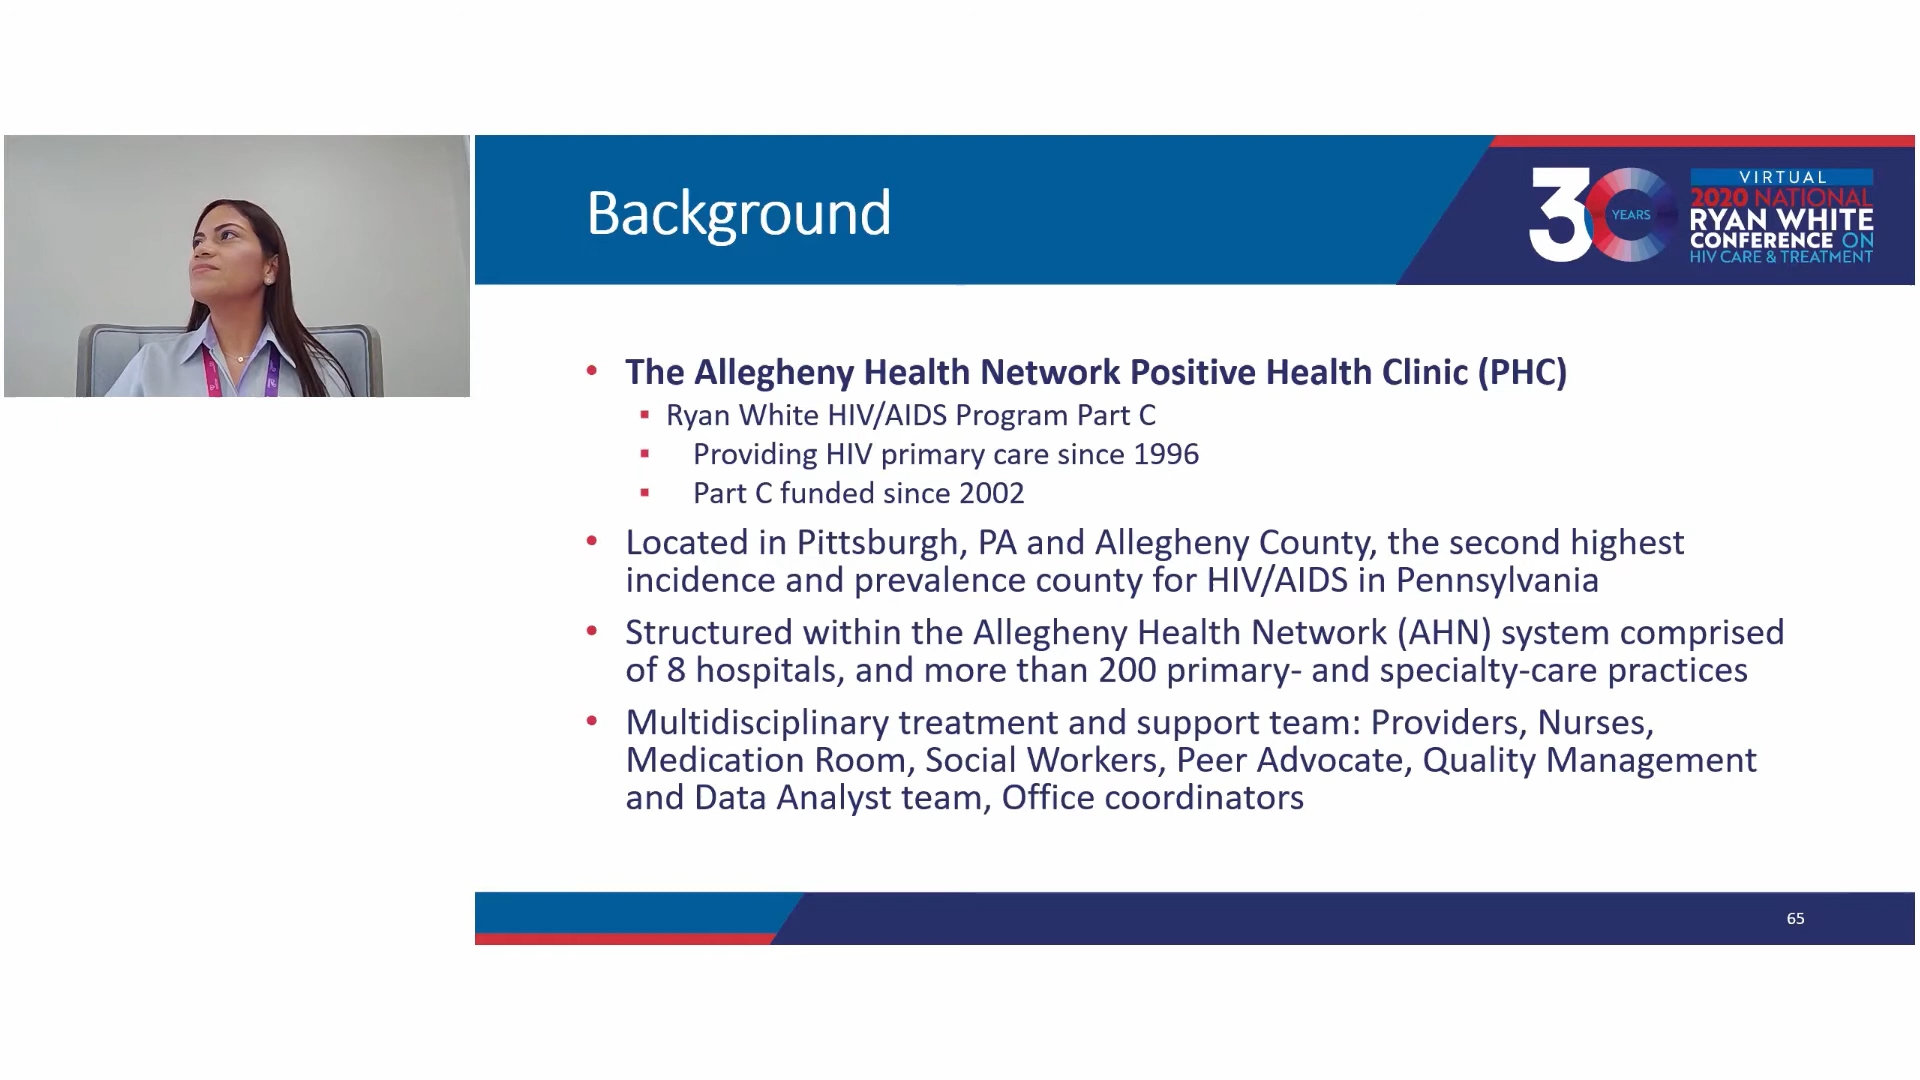 Background
30
YEARS
VIRTUAL
2020 NATIONAL
RYAN WHITE
CONFERENCE ON
HIV CARE & TREATMENT
• The Allegheny Health Network Positive Health Clinic (PHC)
▪ Ryan White HIV/AIDS Program Part C
▪ Providing HIV primary care since 1996
▪ Part C funded since 2002
• Located in Pittsburgh, PA and Allegheny County, the second highest
incidence and prevalence county for HIV/AIDS in Pennsylvania
• Structured within the Allegheny Health Network (AHN) system comprised
of 8 hospitals, and more than 200 primary- and specialty-care practices
• Multidisciplinary treatment and support team: Providers, Nurses,
Medication Room, Social Workers, Peer Advocate, Quality Management
and Data Analyst team, Office coordinators
65